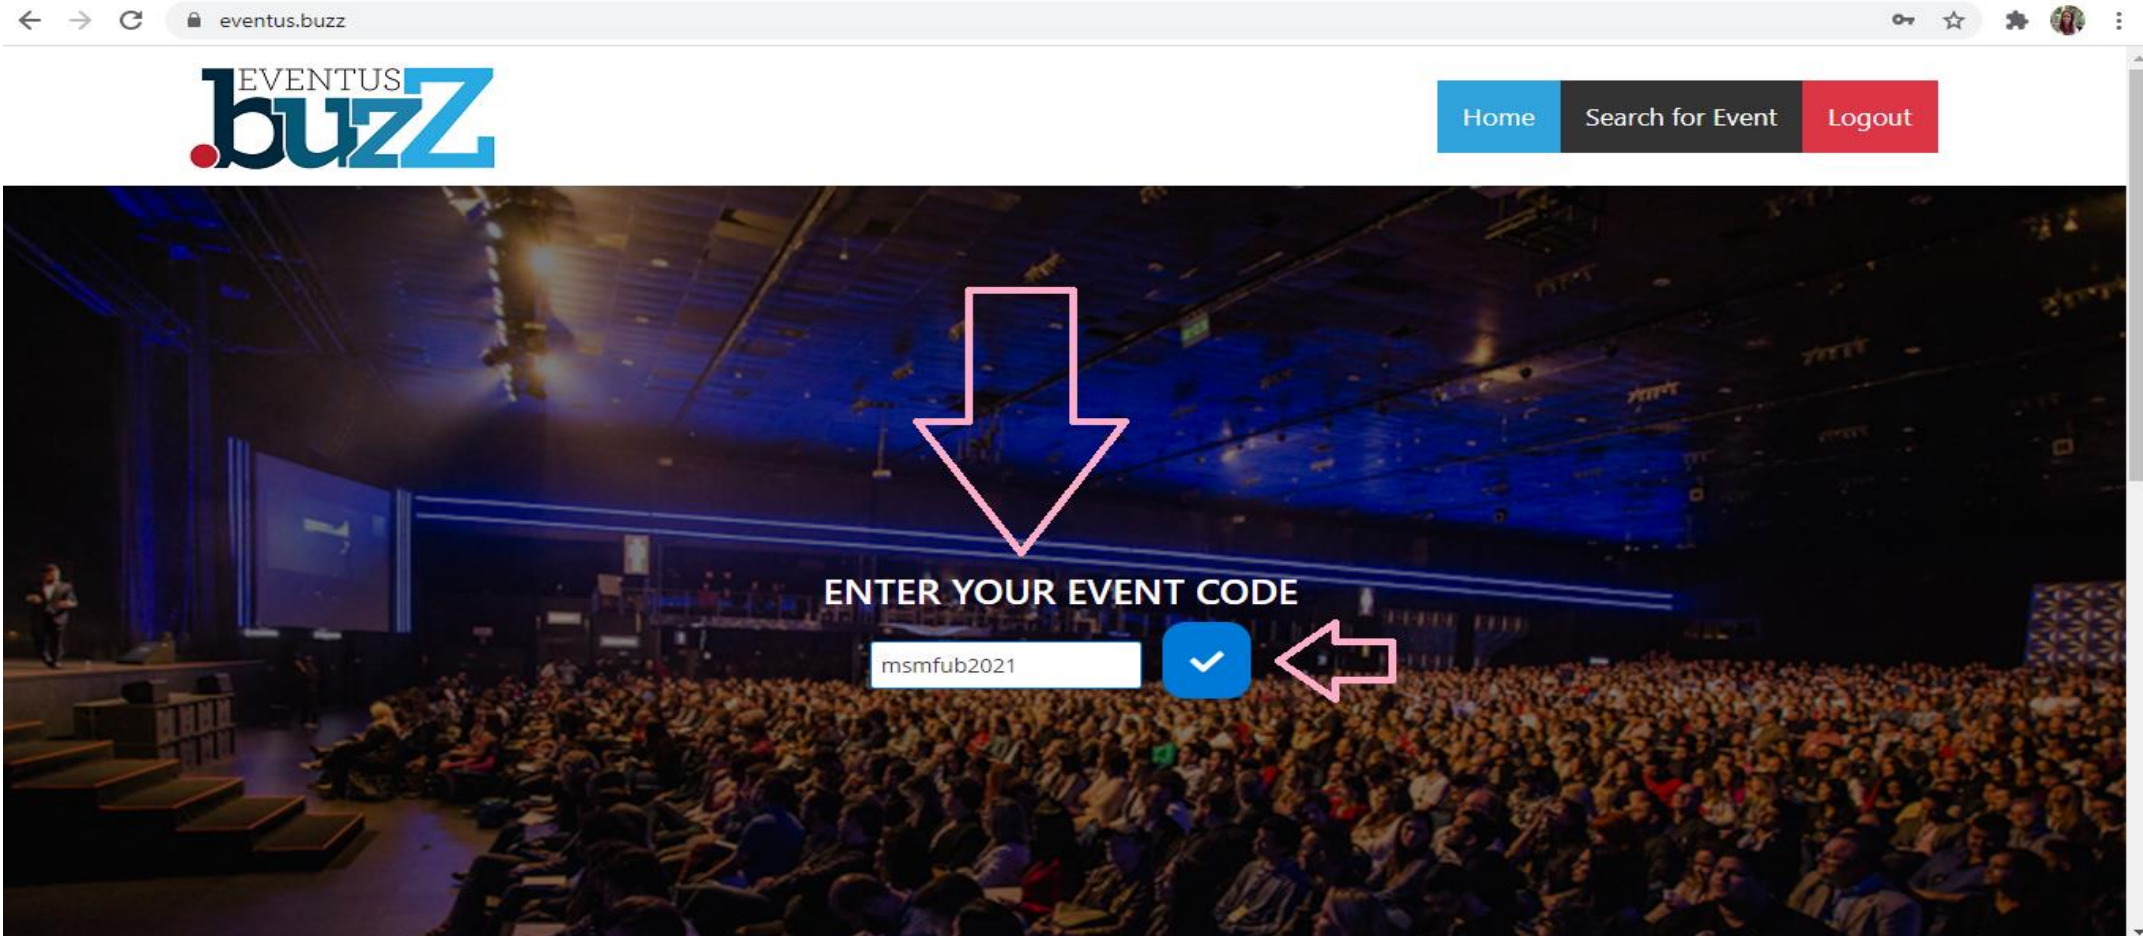 eventus.buzz
EVENTUS
.buzz
Home
Search for Event
Logout
ENTER YOUR EVENT CODE
msmfub2021